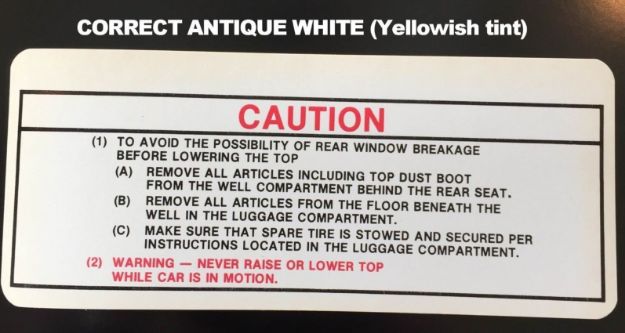 CORRECT ANTIQUE WHITE (Yellowish tint)
CAUTION
(1) TO AVOID THE POSSIBILITY OF REAR WINDOW BREAKAGE
BEFORE LOWERING THE TOP
(A) REMOVE ALL ARTICLES INCLUDING TOP DUST BOOT
FROM THE WELL COMPARTMENT BEHIND THE REAR SEAT.
(B) REMOVE ALL ARTICLES FROM THE FLOOR BENEATH THE
WELL IN THE LUGGAGE COMPARTMENT.
(C) MAKE SURE THAT SPARE TIRE IS STOWED AND SECURED PER
INSTRUCTIONS LOCATED IN THE LUGGAGE COMPARTMENT.
(2) WARNING — NEVER RAISE OR LOWER TOP
WHILE CAR IS IN MOTION.